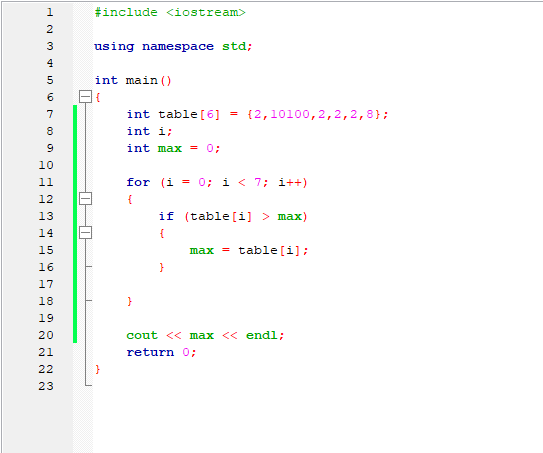 1 #include <iostream>
2
3 using namespace std;
4
5 int main()
6 {
7 int table[6] = {2,10100,2,2,2,8};
8 int i;
9 int max = 0;
10
11 for (i = 0; i < 7; i++)
12 {
13 if (table[i] > max)
14 {
15 max = table[i];
16 }
17
18 }
19
20 cout << max << endl;
21 return 0;
22 }
23